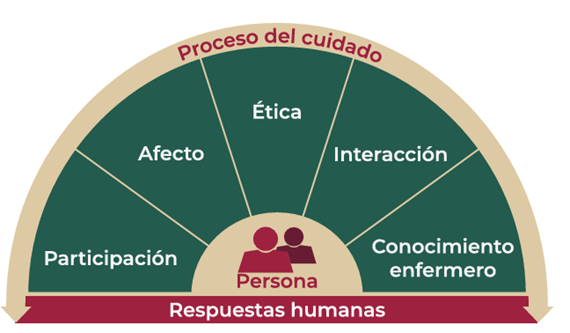 Proceso del cuidado
Ética
Afecto
Interacción
Participación
Conocimiento
enfermero
Persona
Respuestas humanas